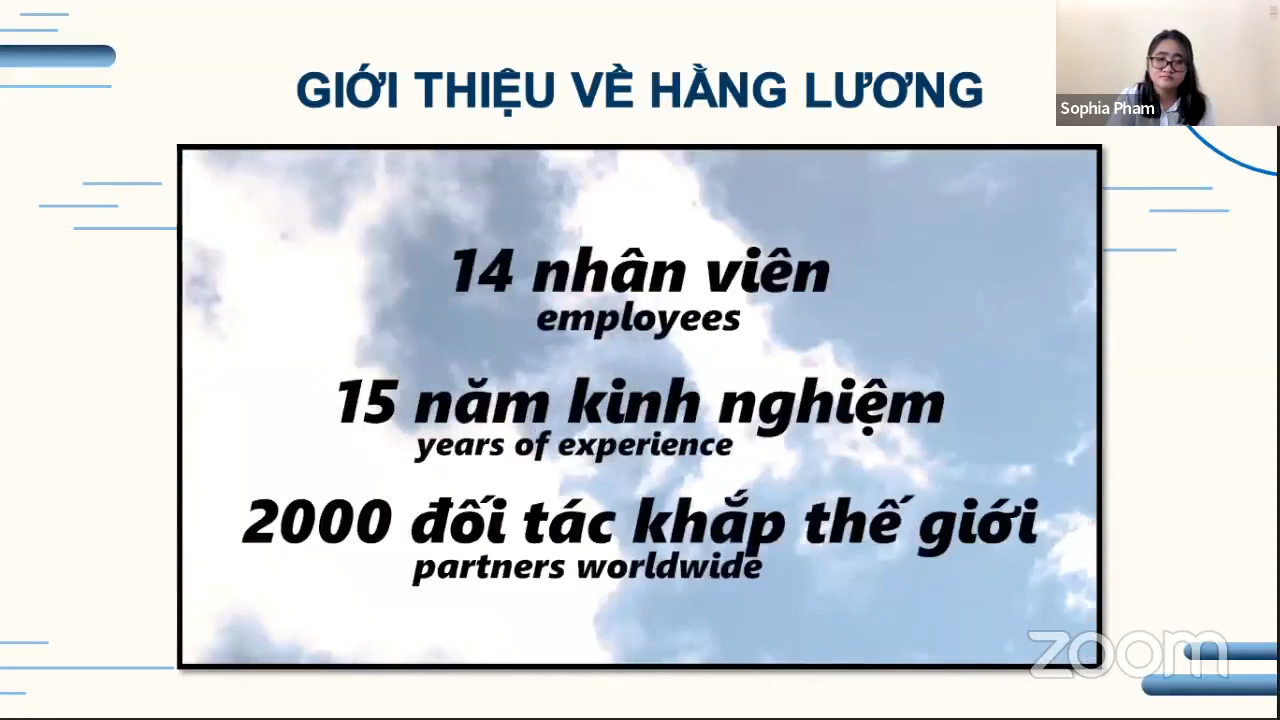 GIỚI THIỆU VỀ HẰNG LƯƠNG
Sophia Pham
14 nhân viên
employees
15 năm kinh nghiệm
years of experience
2000 đối tác khắp thế giới
partners worldwide
zoom